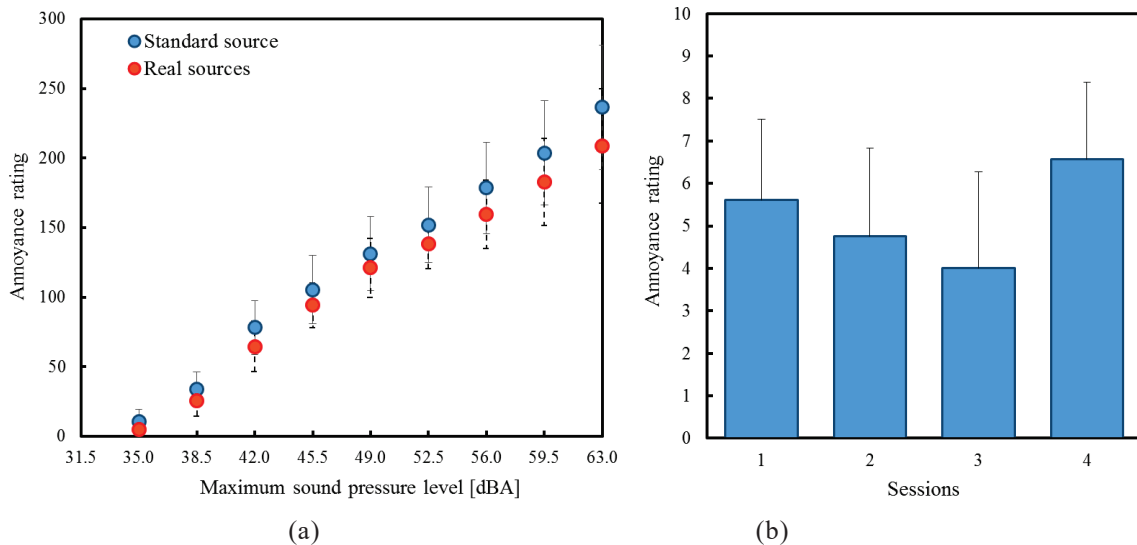 300
250
200
150
100
50
0
Annoyance rating
Standard source
Real sources
31.5 35.0 38.5 42.0 45.5 49.0 52.5 56.0 59.5 63.0
Maximum sound pressure level [dBA]
(a)
10
9
8
7
6
5
4
3
2
1
0
Annoyance rating
1 2 3 4
Sessions
(b)